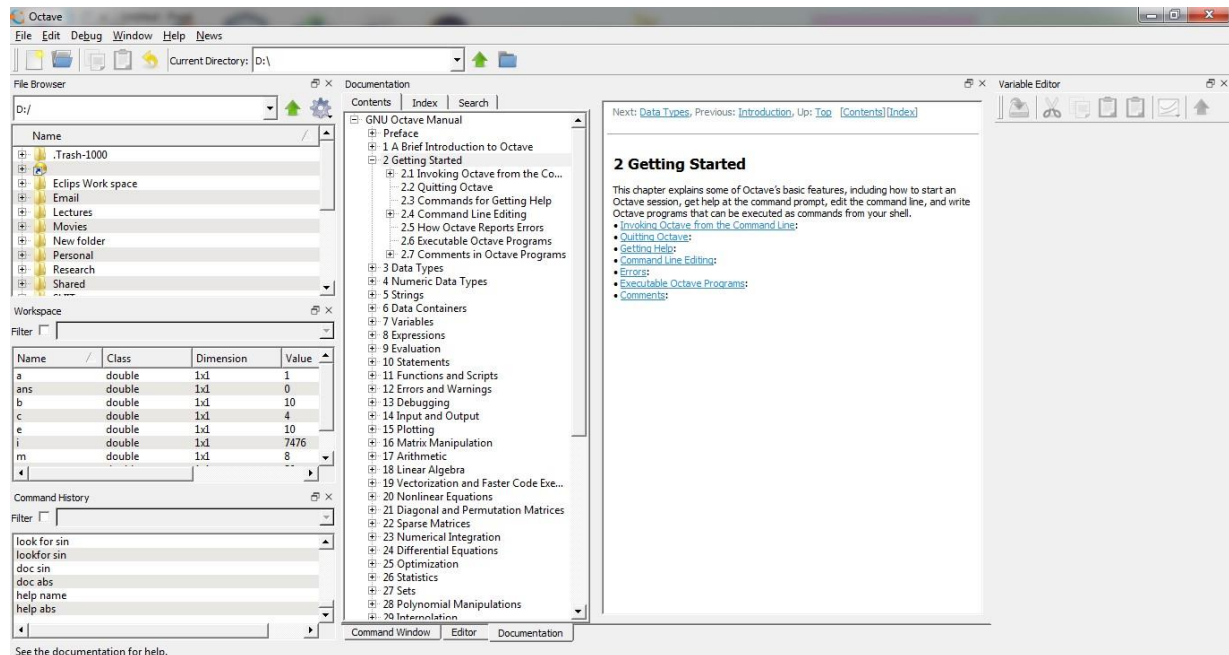 Octave
File Edit Debug Window Help News
Current Directory: D:\
File Browser
D:/
Name
.Trash-1000
Eclips Work space
Email
Lectures
Movies
New folder
Personal
Research
Shared
Workspace
Filter
Name Class Dimension Value
a double 1x1 1
ans double 1x1 0
b double 1x1 10
c double 1x1 4
e double 1x1 10
i double 1x1 7476
m double 1x1 8
Command History
Filter
look for sin
lookfor sin
doc sin
doc abs
help name
help abs
See the documentation for help.
Documentation
Contents Index Search
GNU Octave Manual
Preface
1 A Brief Introduction to Octave
2 Getting Started
2.1 Invoking Octave from the Co...
2.2 Quitting Octave
2.3 Commands for Getting Help
2.4 Command Line Editing
2.5 How Octave Reports Errors
2.6 Executable Octave Programs
2.7 Comments in Octave Programs
3 Data Types
4 Numeric Data Types
5 Strings
6 Data Containers
7 Variables
8 Expressions
9 Evaluation
10 Statements
11 Functions and Scripts
12 Errors and Warnings
13 Debugging
14 Input and Output
15 Plotting
16 Matrix Manipulation
17 Arithmetic
18 Linear Algebra
19 Vectorization and Faster Code Exe...
20 Nonlinear Equations
21 Diagonal and Permutation Matrices
22 Sparse Matrices
23 Numerical Integration
24 Differential Equations
25 Optimization
26 Statistics
27 Sets
28 Polynomial Manipulations
29 Interpolation
Command Window Editor Documentation
Next: Data Types, Previous: Introduction, Up: Top [Contents][Index]
2 Getting Started
This chapter explains some of Octave's basic features, including how to start an
Octave session, get help at the command prompt, edit the command line, and write
Octave programs that can be executed as commands from your shell.
• Invoking Octave from the Command Line:
• Quitting Octave:
• Getting Help:
• Command Line Editing:
• Errors:
• Executable Octave Programs:
• Comments:
Variable Editor